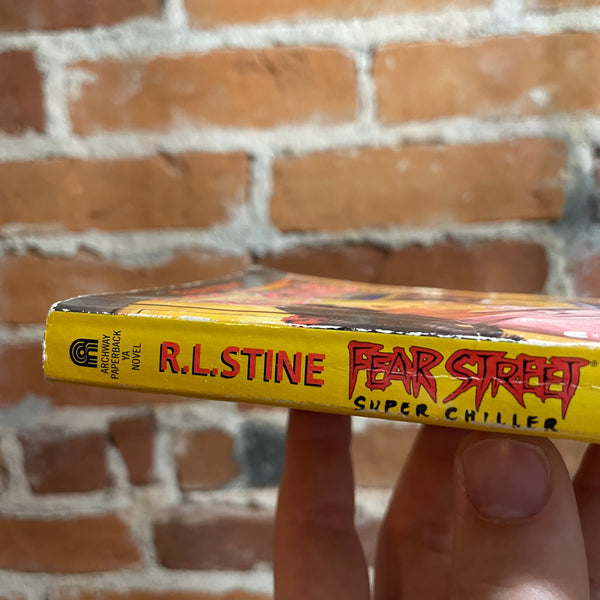 ARCHWAY
PAPERBACK
YA
NOVEL
R.L.STINE
FEAR STREET®
SUPER CHILLER